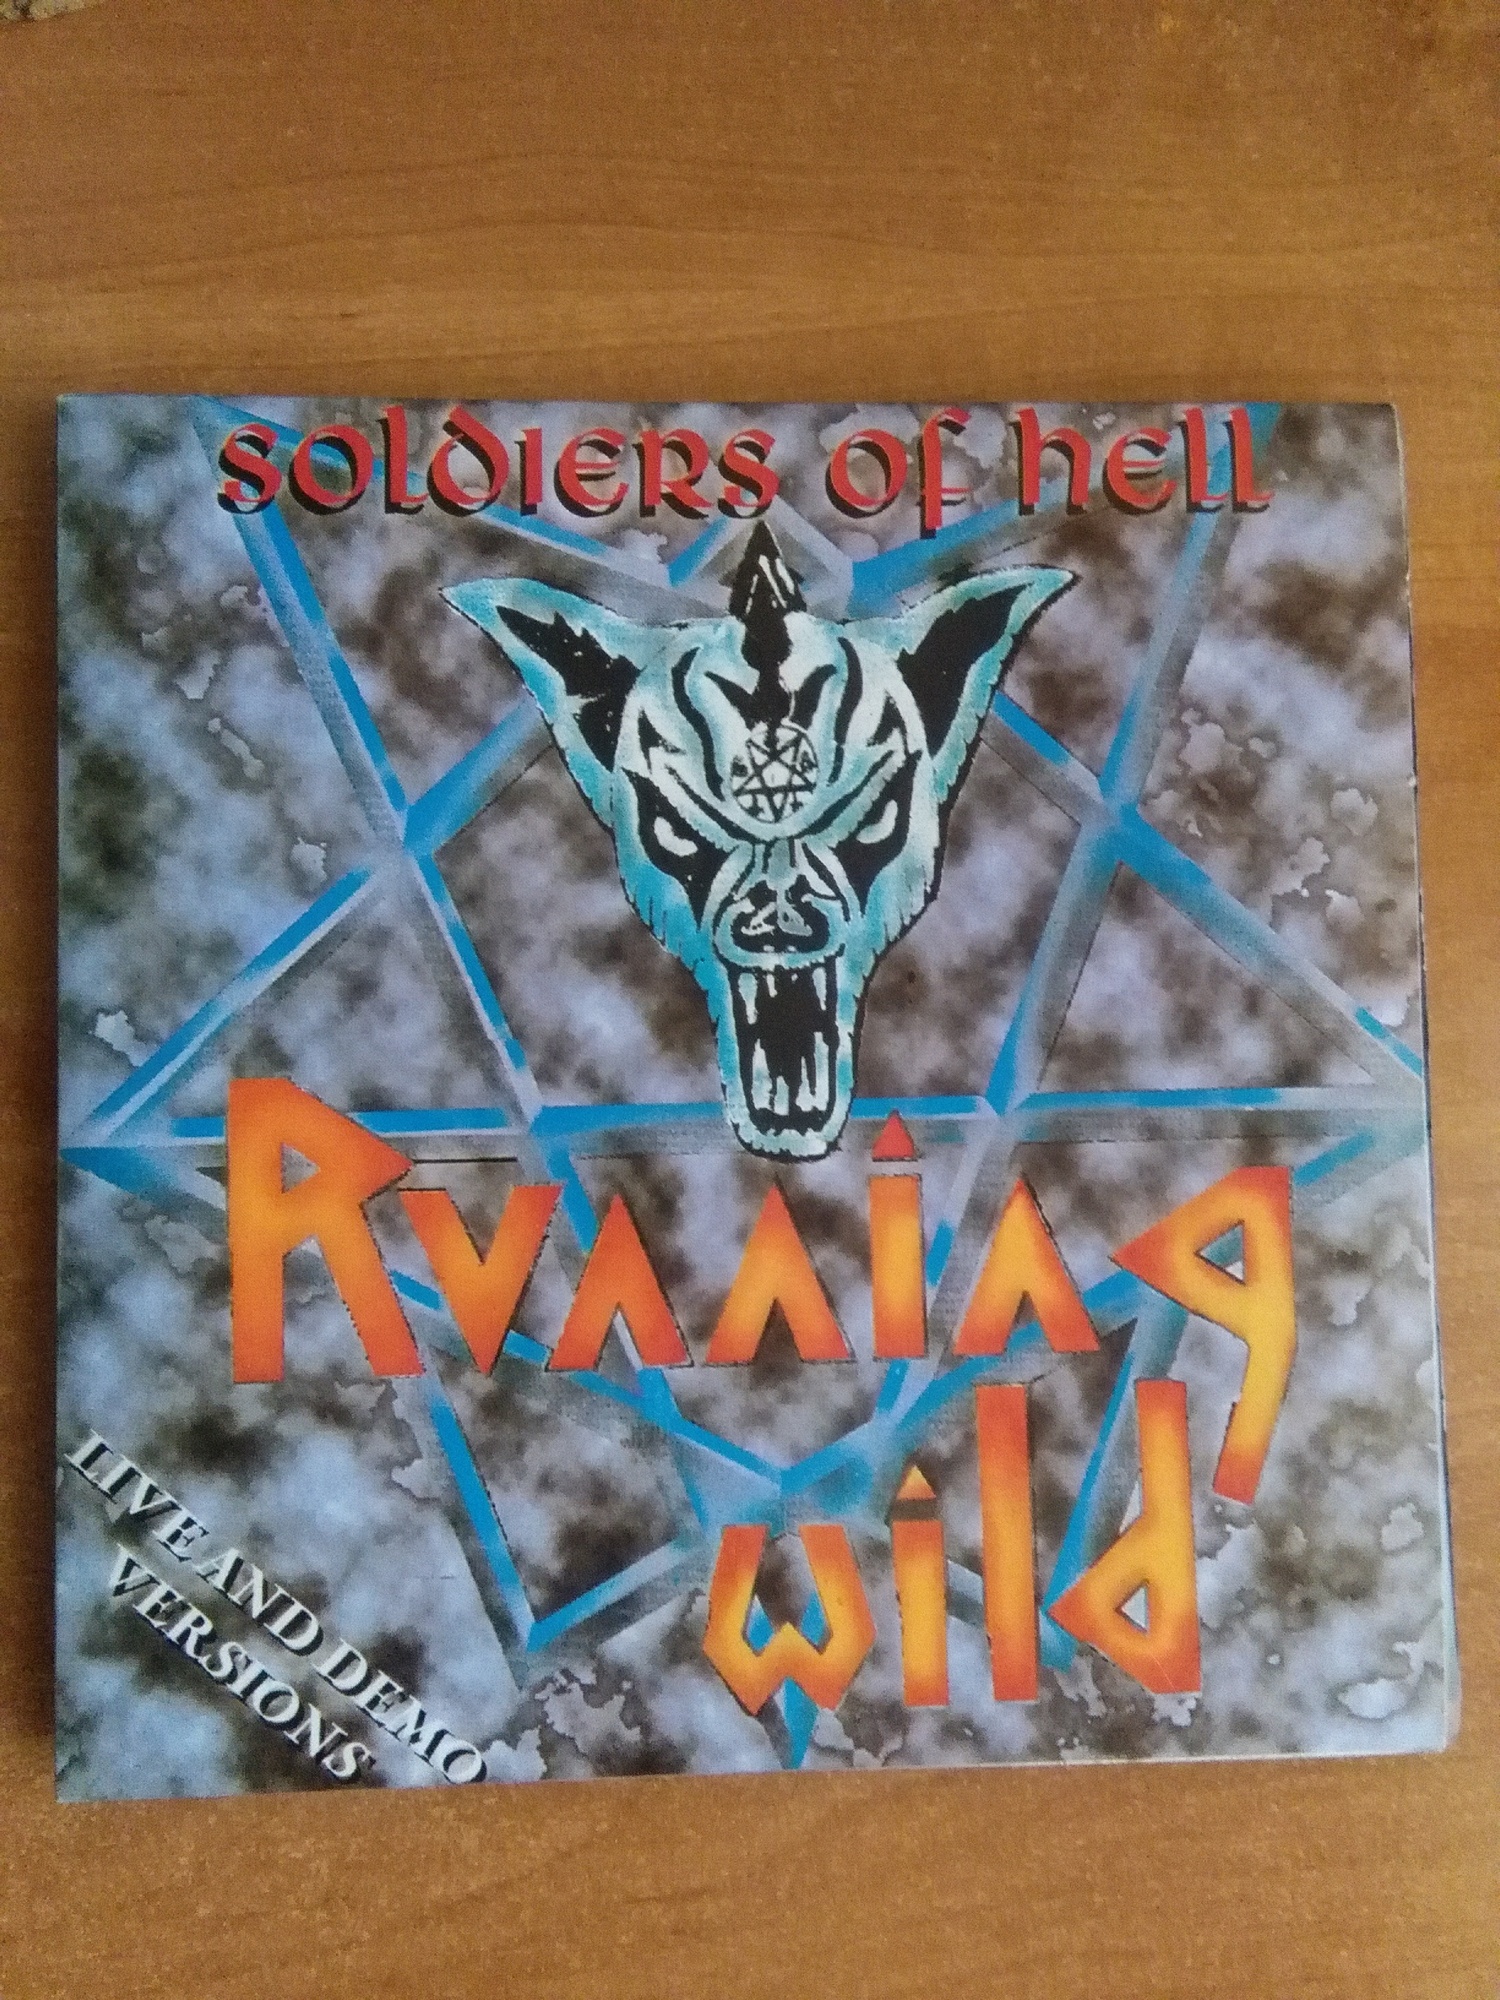 SOLDIERS OF HELL
Running
Wild
LIVE AND DEMO
VERSIONS